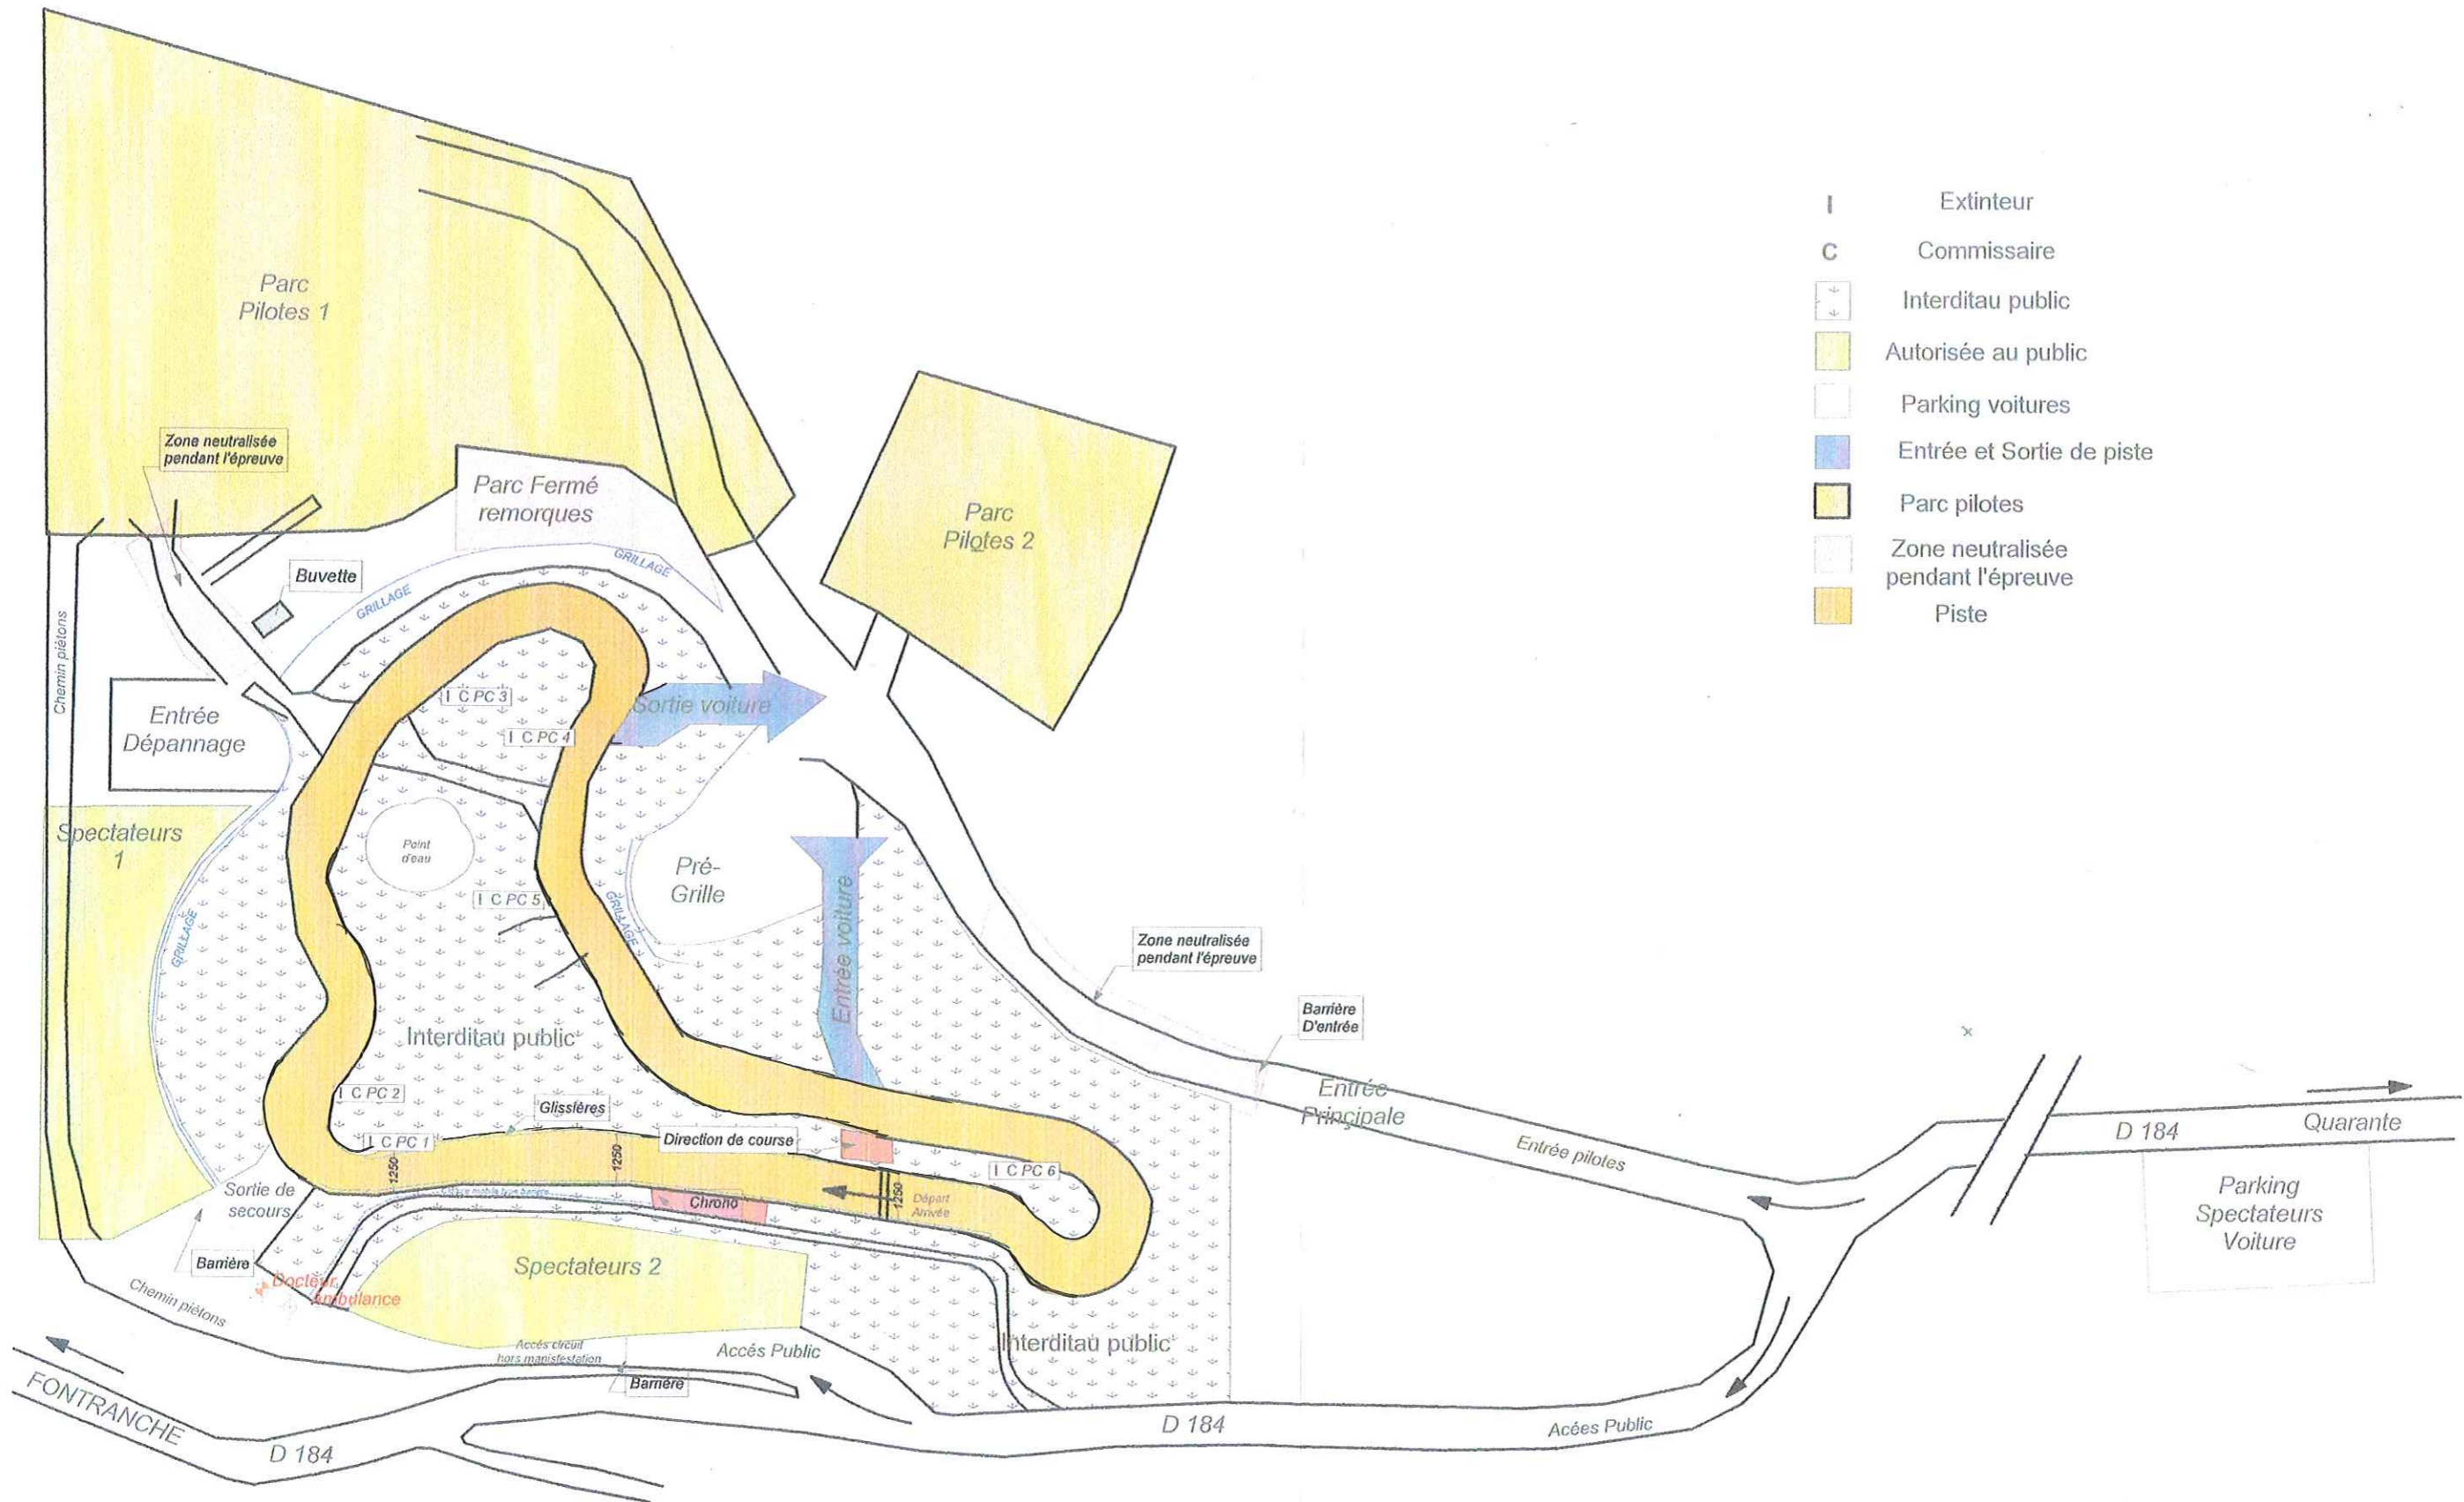 Parc
Pilotes 1
Zone neutralisée
pendant l'épreuve
Parc Fermé
remorques
GRILLAGE
GRILLAGE
Buvette
Parc
Pilotes 2
Chemin piétons
Entrée
Dépannage
I C PC 3
I C PC 4
Sortie voiture
Spectateurs
1
Point
d'eau
I C PC 5
Pré-
Grille
GRILLAGE
GRILLAGE
Entrée voiture
Zone neutralisée
pendant l'épreuve
Barrière
D'entrée
Interditau public
I C PC 2
Glissières
I C PC 1
Direction de course
1250
1250
I C PC 6
Entrée
Prinçipale
Entrée pilotes
D 184
Quarante
Parking
Spectateurs
Voiture
Sortie de
secours
Chrono
1250
Départ
Arrivée
Barrière
Docteur
Ambulance
Spectateurs 2
Chemin piétons
Accés circuit
hors manisfestation
Accés Public
Barrière
Interditau public
FONTRANCHE
D 184
D 184
Acées Public
I Extinteur
C Commissaire
Interditau public
Autorisée au public
Parking voitures
Entrée et Sortie de piste
Parc pilotes
Zone neutralisée
pendant l'épreuve
Piste